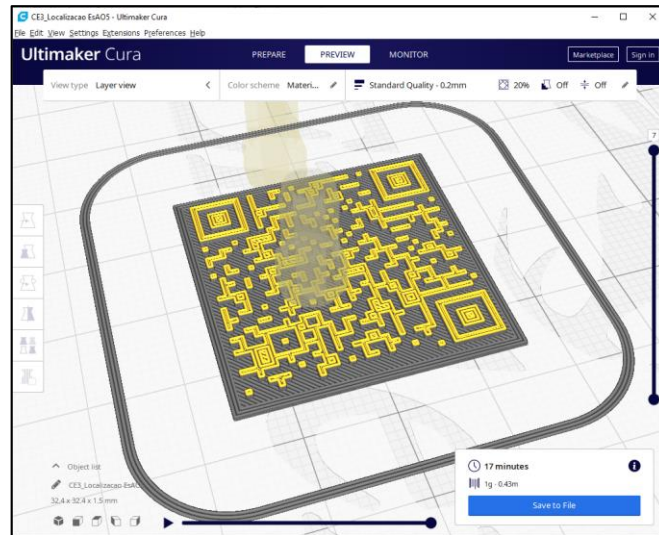 CE3_Localizacao EsAO5 - Ultimaker Cura
File Edit View Settings Extensions Preferences Help
Ultimaker Cura
PREPARE PREVIEW MONITOR
Marketplace Sign in
View type Layer view
Color scheme Materi...
Standard Quality - 0.2mm
20% Off Off
7
Object list
CE3_Localizacao-EsAO
32,4 x 32,4 x 1,5 mm
17 minutes
1g · 0.43m
Save to File